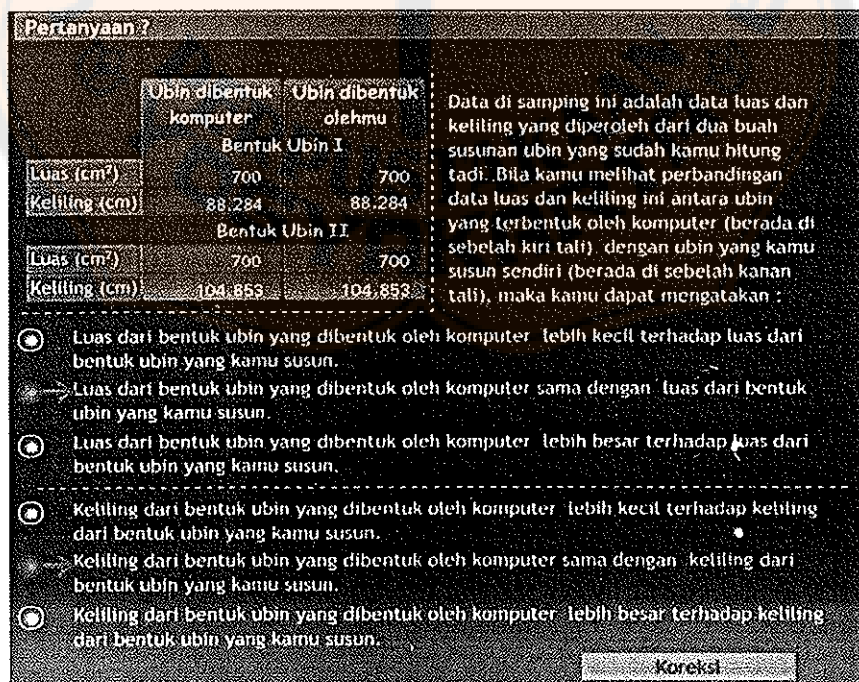 Pertanyaan ?
Ubin dibentuk komputer Ubin dibentuk olehmu
Bentuk Ubin I
Luas (cm²) 700 700
Keliling (cm) 88.284 88.284
Bentuk Ubin II
Luas (cm²) 700 700
Keliling (cm) 104.853 104.853
Data di samping ini adalah data luas dan
keliling yang diperoleh dari dua buah
susunan ubin yang sudah kamu hitung
tadi. Bila kamu melihat perbandingan
data luas dan keliling ini antara ubin
yang terbentuk oleh komputer (berada di
sebelah kiri tali), dengan ubin yang kamu
susun sendiri (berada di sebelah kanan
tali), maka kamu dapat mengatakan :
Luas dari bentuk ubin yang dibentuk oleh komputer lebih kecil terhadap luas dari
bentuk ubin yang kamu susun.
Luas dari bentuk ubin yang dibentuk oleh komputer sama dengan luas dari bentuk
ubin yang kamu susun.
Luas dari bentuk ubin yang dibentuk oleh komputer lebih besar terhadap luas dari
bentuk ubin yang kamu susun.
Keliling dari bentuk ubin yang dibentuk oleh komputer lebih kecil terhadap keliling
dari bentuk ubin yang kamu susun.
Keliling dari bentuk ubin yang dibentuk oleh komputer sama dengan keliling dari
bentuk ubin yang kamu susun.
Keliling dari bentuk ubin yang dibentuk oleh komputer lebih besar terhadap keliling
dari bentuk ubin yang kamu susun.
Koreksi